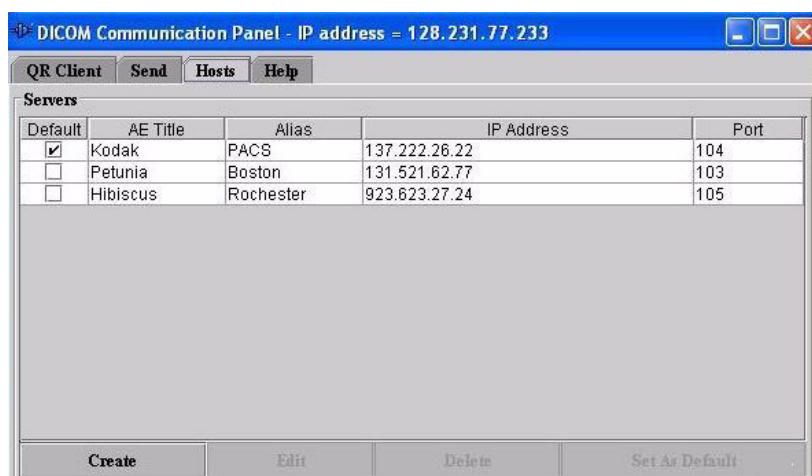 DICOM Communication Panel - IP address = 128.231.77.233
QR Client Send Hosts Help
Servers
Default AE Title Alias IP Address Port
Kodak PACS 137.222.26.22 104
Petunia Boston 131.521.62.77 103
Hibiscus Rochester 923.623.27.24 105
Create Edit Delete Set As Default